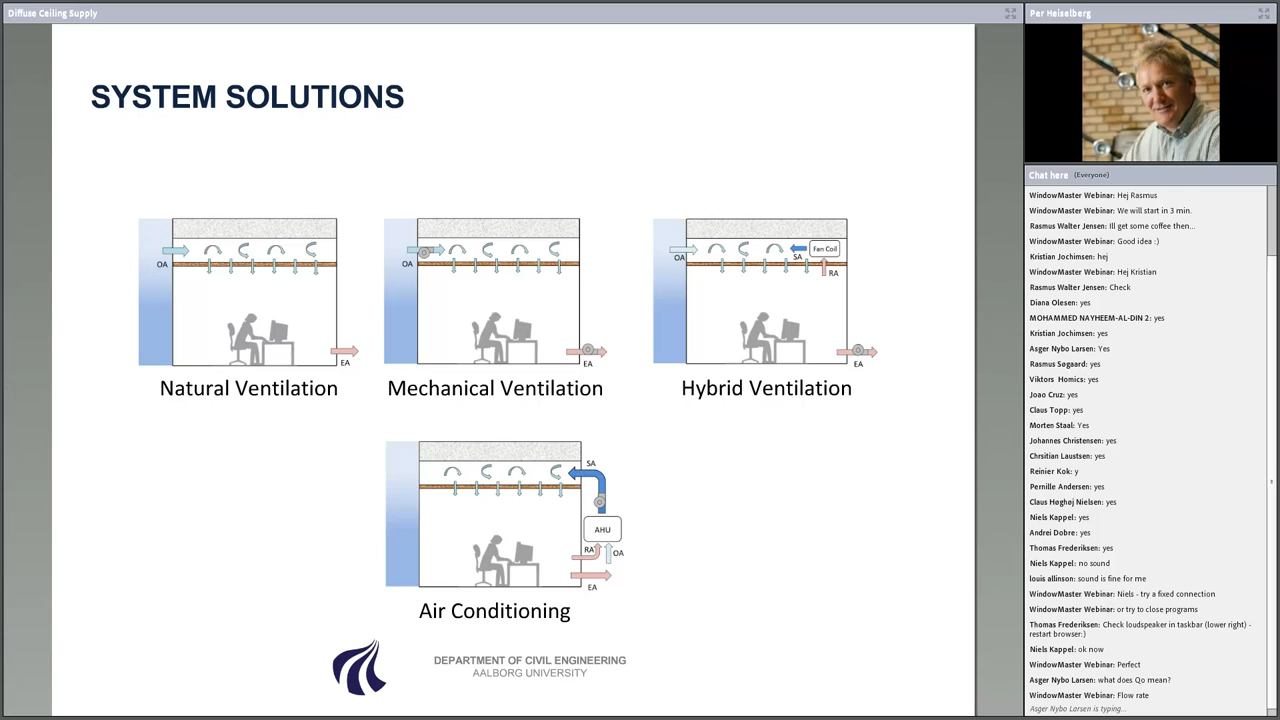 Diffuse Ceiling Supply
SYSTEM SOLUTIONS
OA
EA
Natural Ventilation
OA
EA
Mechanical Ventilation
OA
SA
Fan Coil
RA
EA
Hybrid Ventilation
SA
AHU
RA
OA
EA
Air Conditioning
DEPARTMENT OF CIVIL ENGINEERING
AALBORG UNIVERSITY
Per Heiselberg
Chat here (Everyone)
WindowMaster Webinar: Hej Rasmus
WindowMaster Webinar: We will start in 3 min.
Rasmus Walter Jensen: Ill get some coffee then...
WindowMaster Webinar: Good idea :)
Kristian Jochimsen: hej
WindowMaster Webinar: Hej Kristian
Rasmus Walter Jensen: Check
Diana Olesen: yes
MOHAMMED NAYHEEM-AL-DIN 2: yes
Kristian Jochimsen: yes
Asger Nybo Larsen: Yes
Rasmus Søgaard: yes
Viktors Homics: yes
Joao Cruz: yes
Claus Topp: yes
Morten Staal: Yes
Johannes Christensen: yes
Chrsitian Laustsen: yes
Reinier Kok: y
Pernille Andersen: yes
Claus Høghøj Nielsen: yes
Niels Kappel: yes
Andrei Dobre: yes
Thomas Frederiksen: yes
Niels Kappel: no sound
louis allinson: sound is fine for me
WindowMaster Webinar: Niels - try a fixed connection
WindowMaster Webinar: or try to close programs
Thomas Frederiksen: Check loudspeaker in taskbar (lower right) -
restart browser:)
Niels Kappel: ok now
WindowMaster Webinar: Perfect
Asger Nybo Larsen: what does Qo mean?
WindowMaster Webinar: Flow rate
Asger Nybo Larsen is typing...